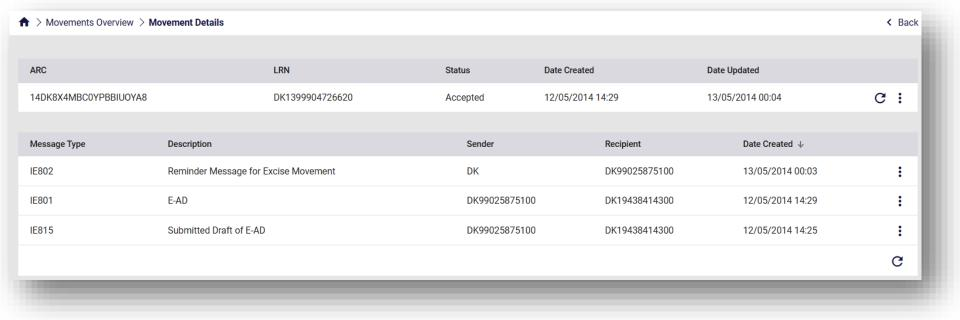 > Movements Overview > Movement Details < Back
ARC LRN Status Date Created Date Updated
14DK8X4MBC0YPBBIUOYA8 DK1399904726620 Accepted 12/05/2014 14:29 13/05/2014 00:04
Message Type Description Sender Recipient Date Created ↓
IE802 Reminder Message for Excise Movement DK DK99025875100 13/05/2014 00:03
IE801 E-AD DK99025875100 DK19438414300 12/05/2014 14:29
IE815 Submitted Draft of E-AD DK99025875100 DK19438414300 12/05/2014 14:25